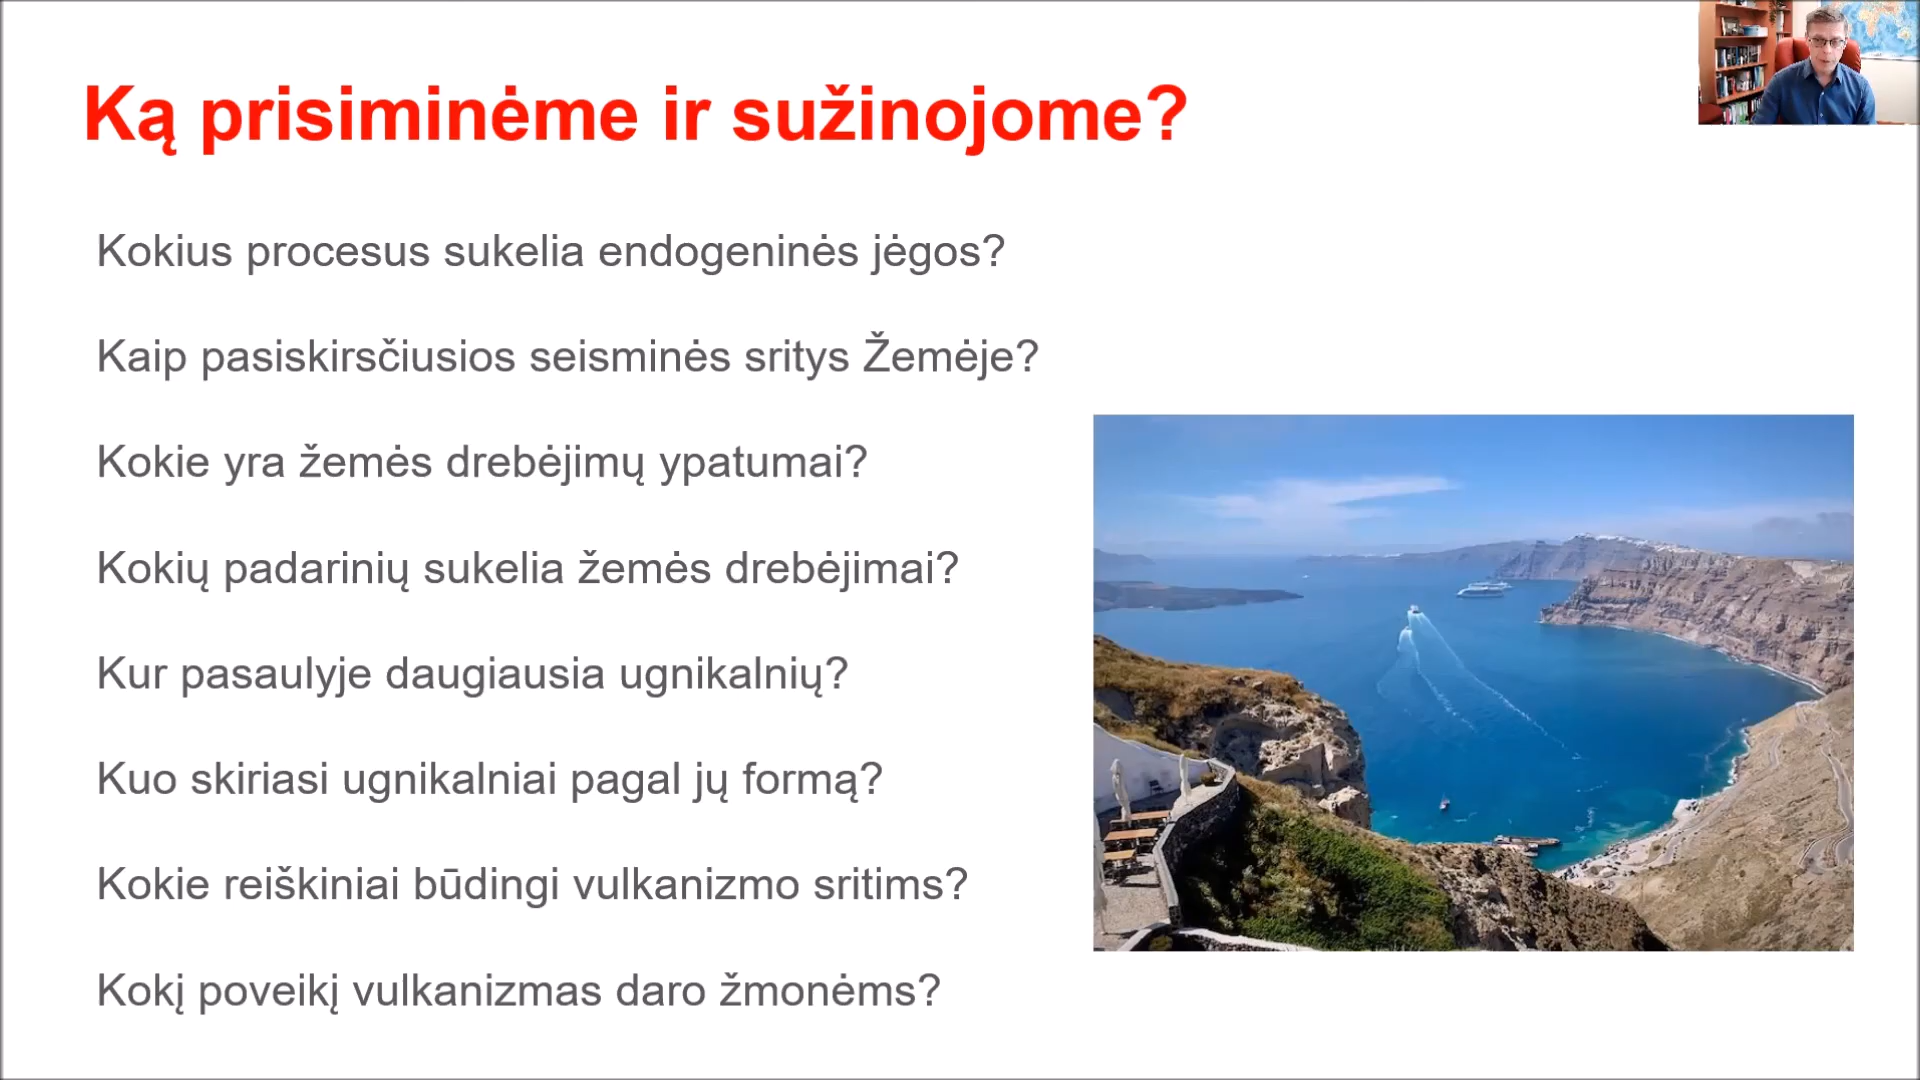 Ką prisiminėme ir sužinojome?
Kokius procesus sukelia endogeninės jėgos?
Kaip pasiskirsčiusios seisminės sritys Žemėje?
Kokie yra žemės drebėjimų ypatumai?
Kokių padarinių sukelia žemės drebėjimai?
Kur pasaulyje daugiausia ugnikalnių?
Kuo skiriasi ugnikalniai pagal jų formą?
Kokie reiškiniai būdingi vulkanizmo sritims?
Kokį poveikį vulkanizmas daro žmonėms?